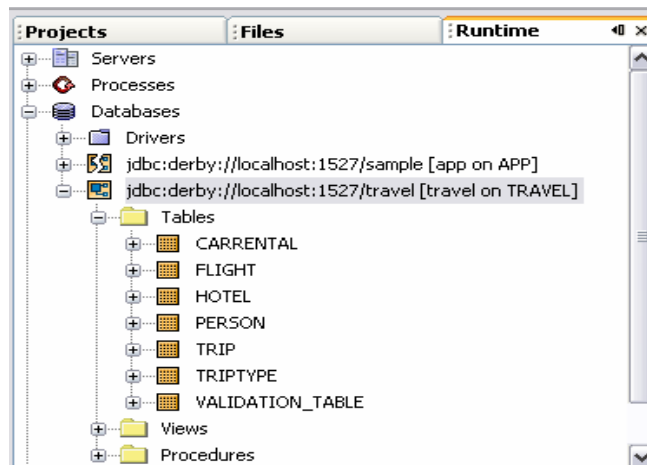 Projects Files Runtime
Servers
Processes
Databases
Drivers
jdbc:derby://localhost:1527/sample [app on APP]
jdbc:derby://localhost:1527/travel [travel on TRAVEL]
Tables
CARRENTAL
FLIGHT
HOTEL
PERSON
TRIP
TRIPTYPE
VALIDATION_TABLE
Views
Procedures